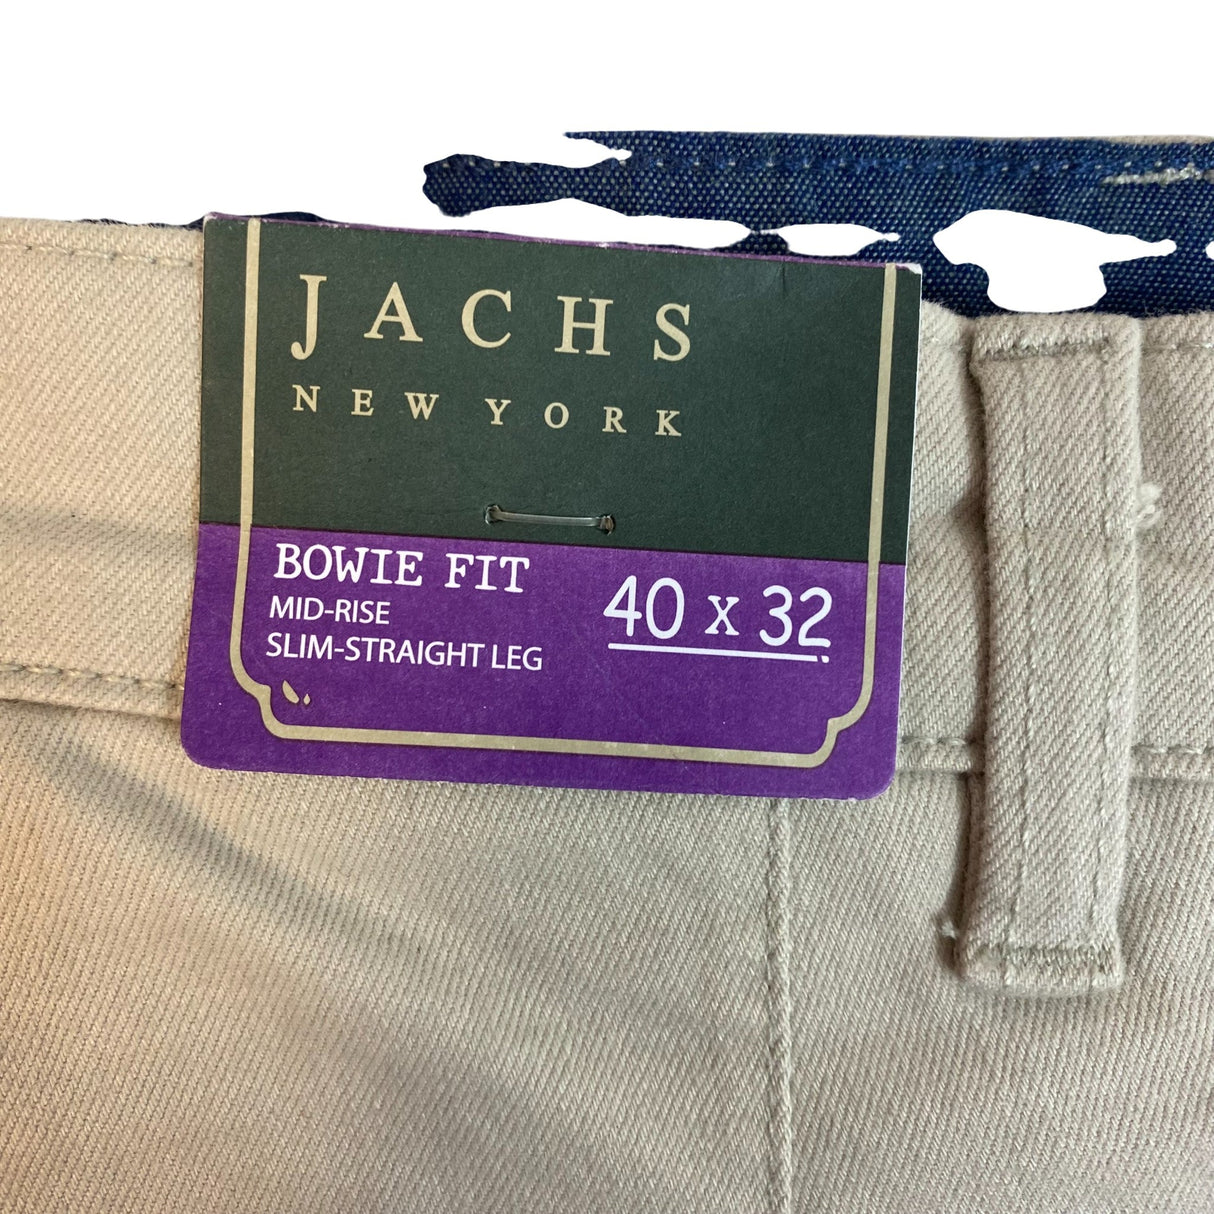 JACHS
NEW YORK
BOWIE FIT
MID-RISE
SLIM-STRAIGHT LEG
40 x 32